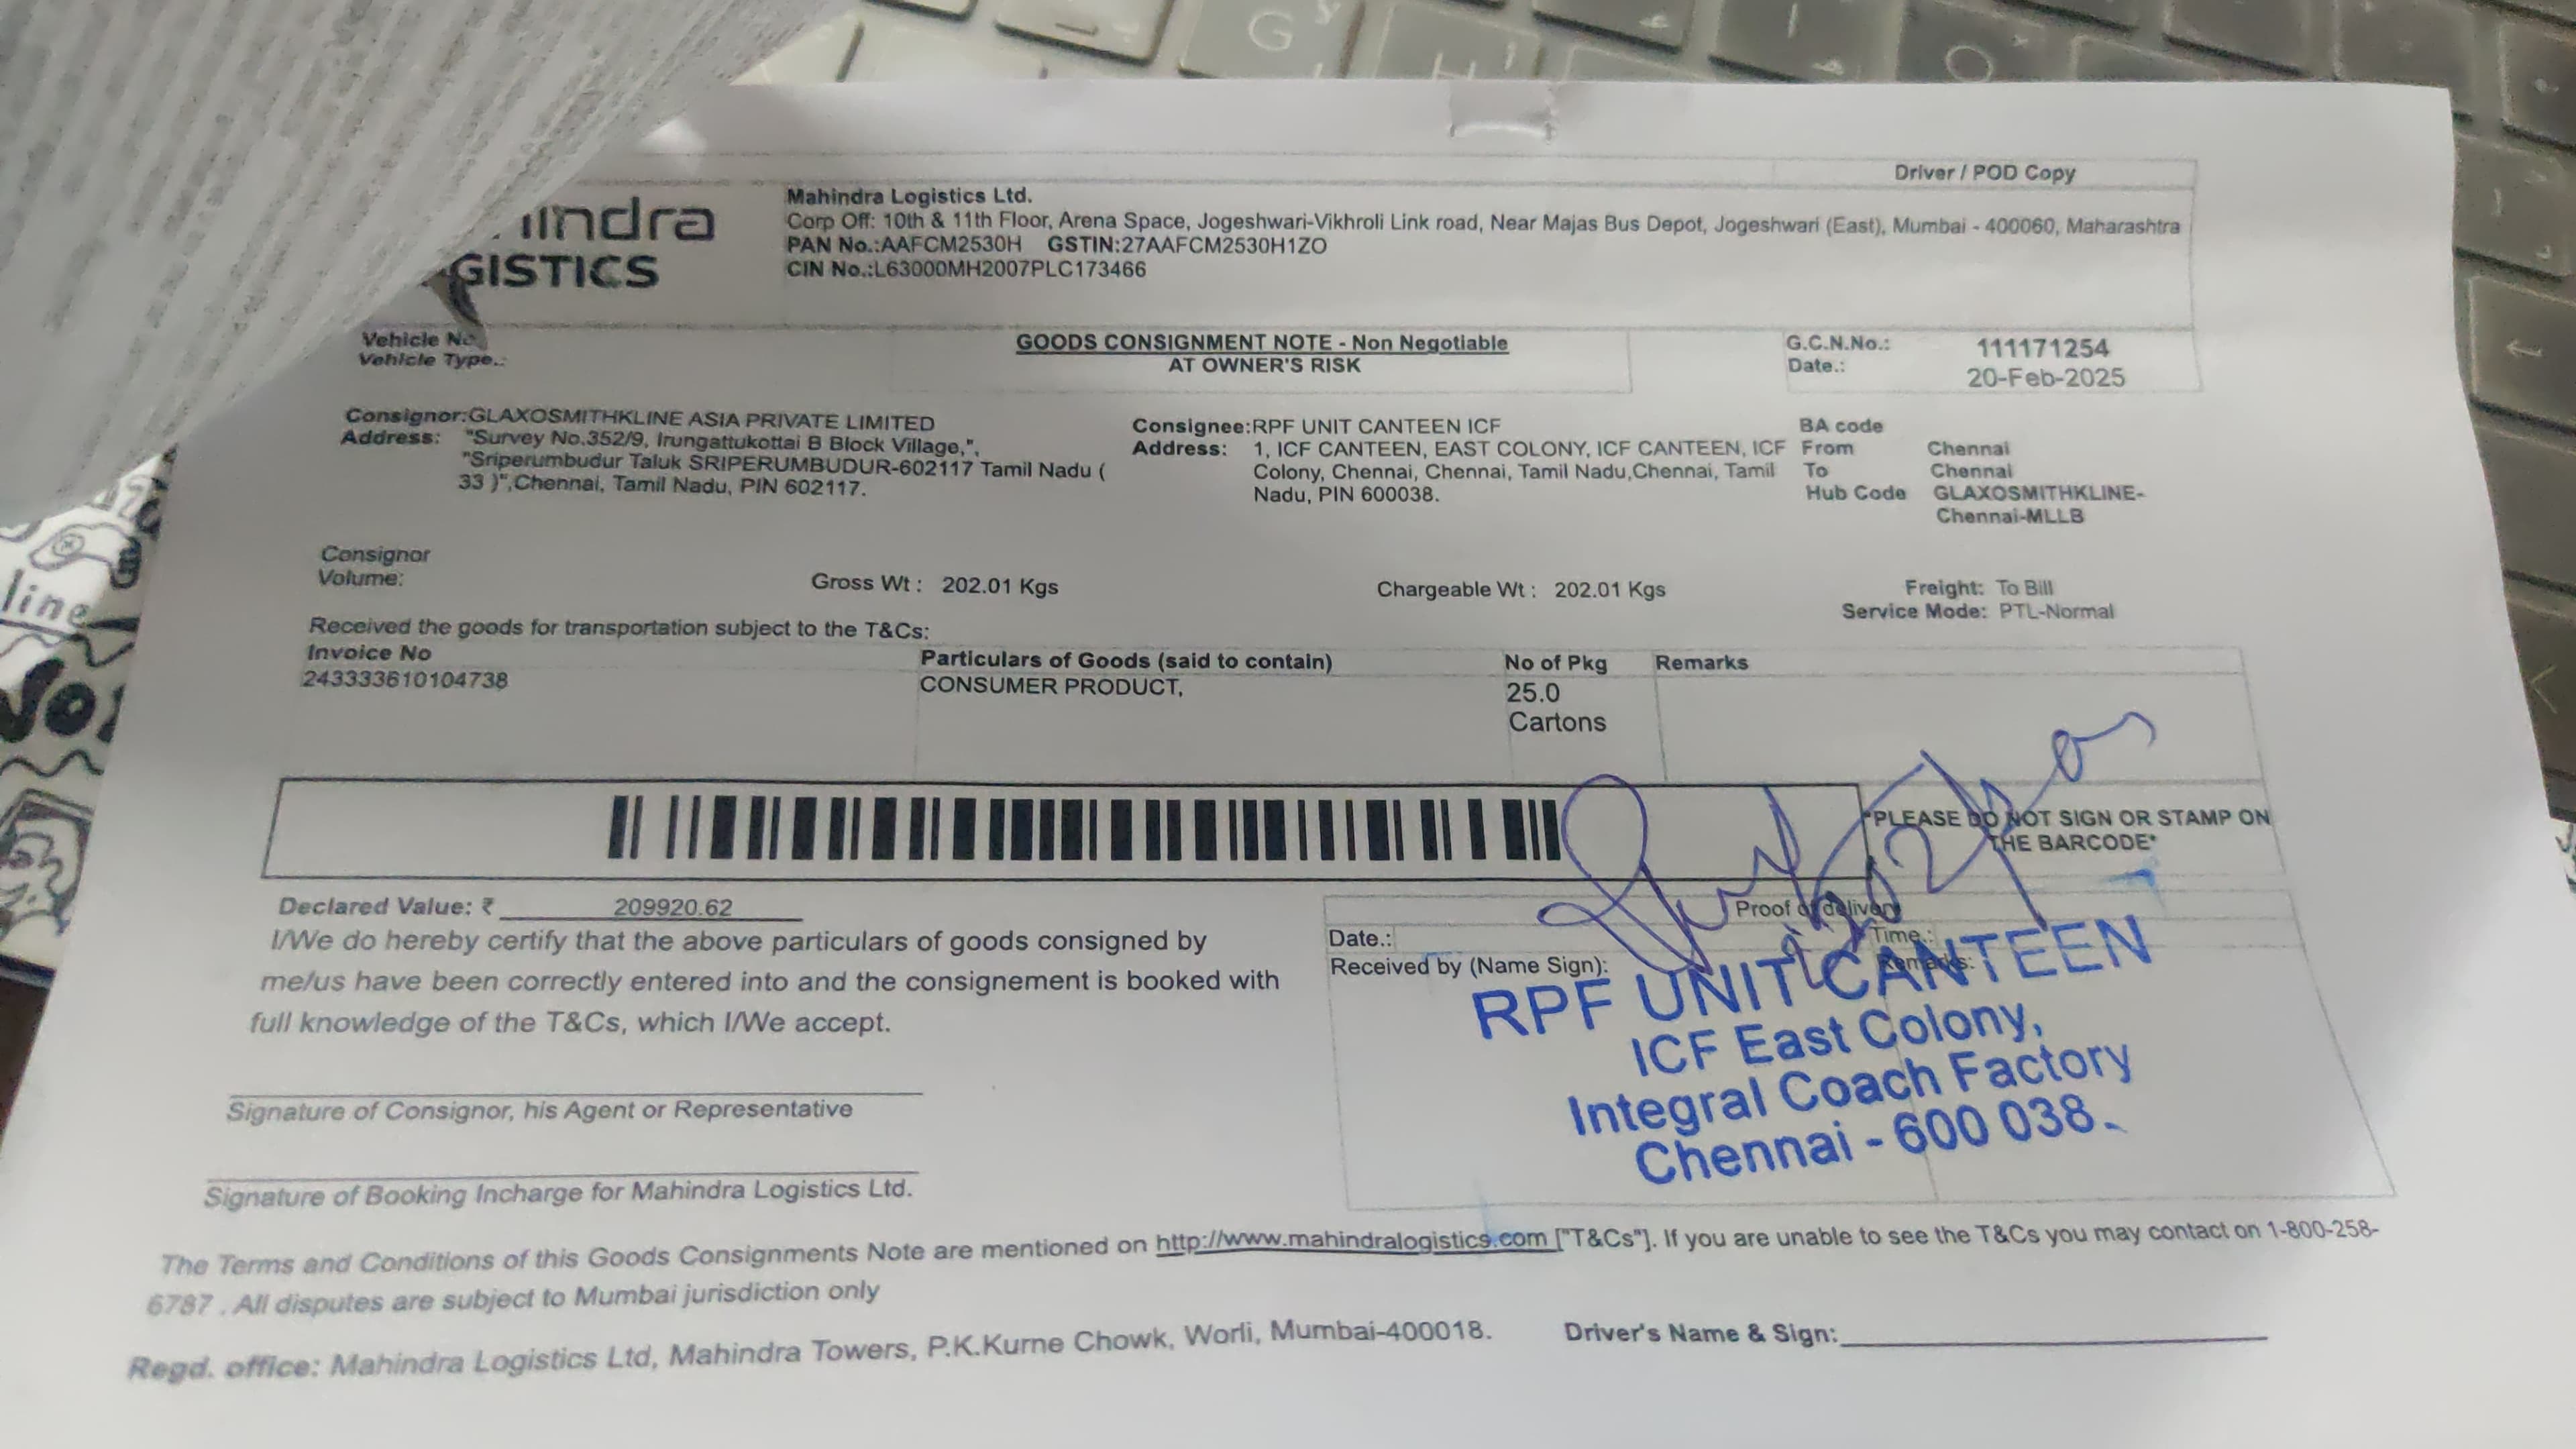 Driver / POD Copy
GISTICS
Mahindra Logistics Ltd.
Corp Off: 10th & 11th Floor, Arena Space, Jogeshwari-Vikhroli Link road, Near Majas Bus Depot, Jogeshwari (East), Mumbai - 400060, Maharashtra
PAN No.:AAFCM2530H GSTIN:27AAFCM2530H1ZO
CIN No.:L63000MH2007PLC173466
Vehicle
Vehicle Type.:
GOODS CONSIGNMENT NOTE - Non Negotiable
AT OWNER'S RISK
G.C.N.No.: 111171254
Date.: 20-Feb-2025
Consignor:GLAXOSMITHKLINE ASIA PRIVATE LIMITED
Address: "Survey No.352/9, Irungattukottai B Block Village,",
"Sriperumbudur Taluk SRIPERUMBUDUR-602117 Tamil Nadu (
33 )",Chennai, Tamil Nadu, PIN 602117.
Consignee:RPF UNIT CANTEEN ICF
Address: 1, ICF CANTEEN, EAST COLONY, ICF CANTEEN, ICF
Colony, Chennai, Chennai, Tamil Nadu,Chennai, Tamil
Nadu, PIN 600038.
BA code
From Chennai
To Chennai
Hub Code GLAXOSMITHKLINE-
Chennai-MLLB
Consignor
Volume:
Gross Wt : 202.01 Kgs
Chargeable Wt : 202.01 Kgs
Freight: To Bill
Service Mode: PTL-Normal
Received the goods for transportation subject to the T&Cs:
Invoice No
243333610104738
Particulars of Goods (said to contain)
CONSUMER PRODUCT,
No of Pkg
25.0
Cartons
Remarks
*PLEASE DO NOT SIGN OR STAMP ON
THE BARCODE*
Declared Value: ₹ 209920.62
I/We do hereby certify that the above particulars of goods consigned by
me/us have been correctly entered into and the consignement is booked with
full knowledge of the T&Cs, which I/We accept.
Proof of delivery
Date.:
Time.:
Received by (Name Sign):
Remarks:
RPF UNIT CANTEEN
ICF East Colony,
Integral Coach Factory
Chennai - 600 038.
Signature of Consignor, his Agent or Representative
Signature of Booking Incharge for Mahindra Logistics Ltd.
The Terms and Conditions of this Goods Consignments Note are mentioned on http://www.mahindralogistics.com ["T&Cs"]. If you are unable to see the T&Cs you may contact on 1-800-258-
6787 . All disputes are subject to Mumbai jurisdiction only
Regd. office: Mahindra Logistics Ltd, Mahindra Towers, P.K.Kurne Chowk, Worli, Mumbai-400018.
Driver's Name & Sign:
line
G